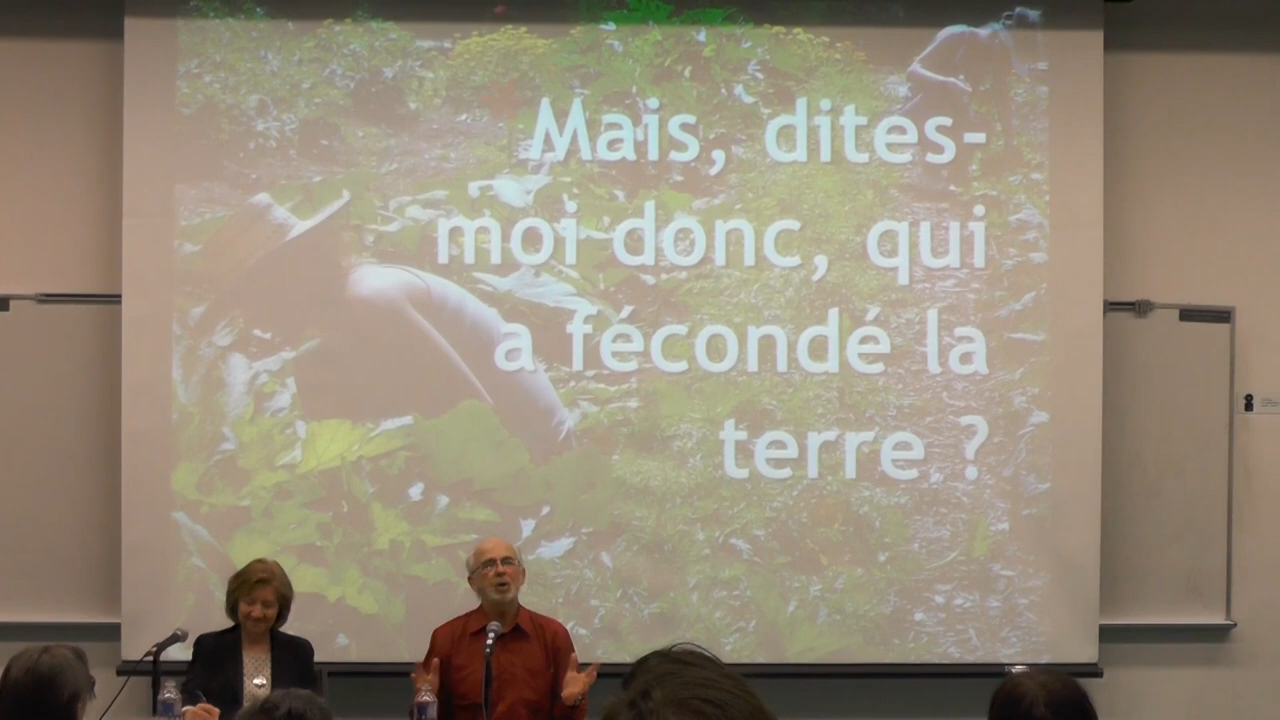 Mais, dites-
moi donc, qui
a fécondé la
terre ?